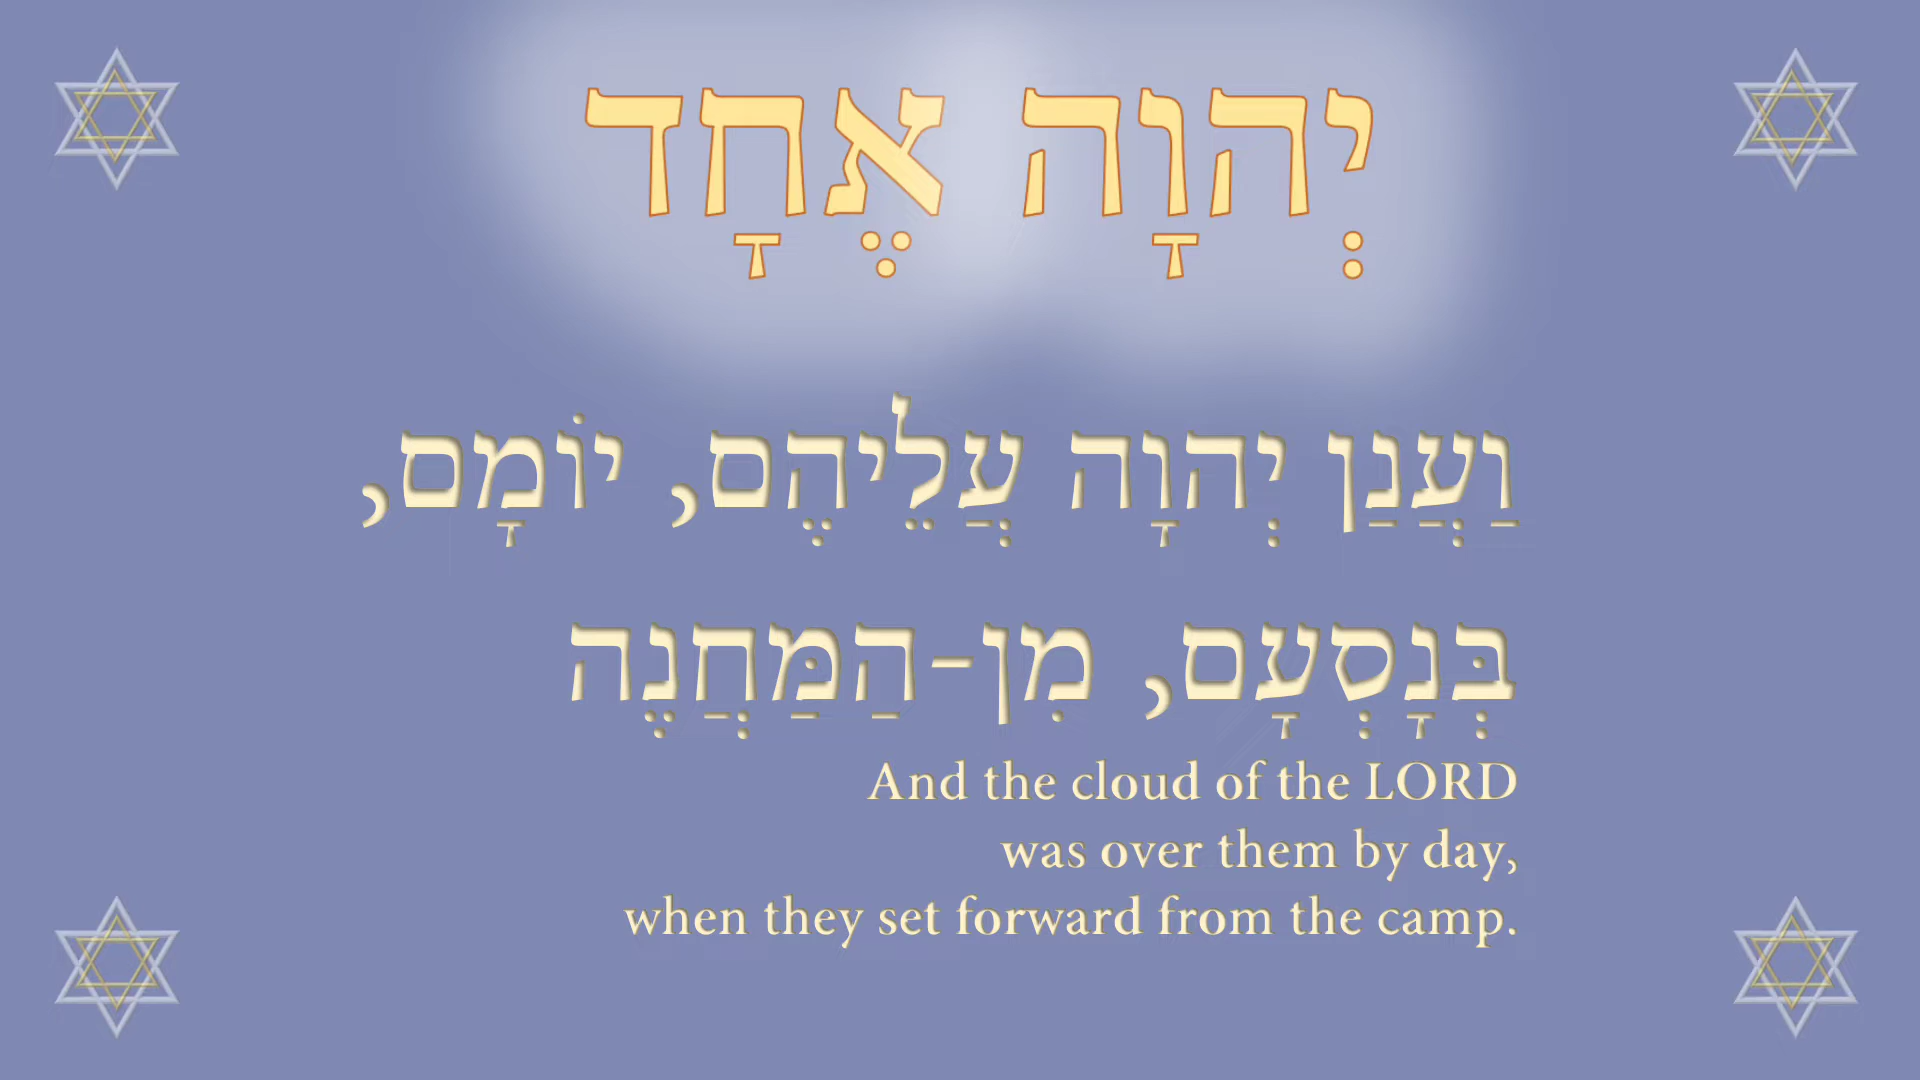 יְהוָה אֶחָד
וַעֲנַן יְהוָה עֲלֵיהֶם, יוֹמָם,
בְּנָסְעָם, מִן-הַמַּחֲנֶה
And the cloud of the LORD
was over them by day,
when they set forward from the camp.